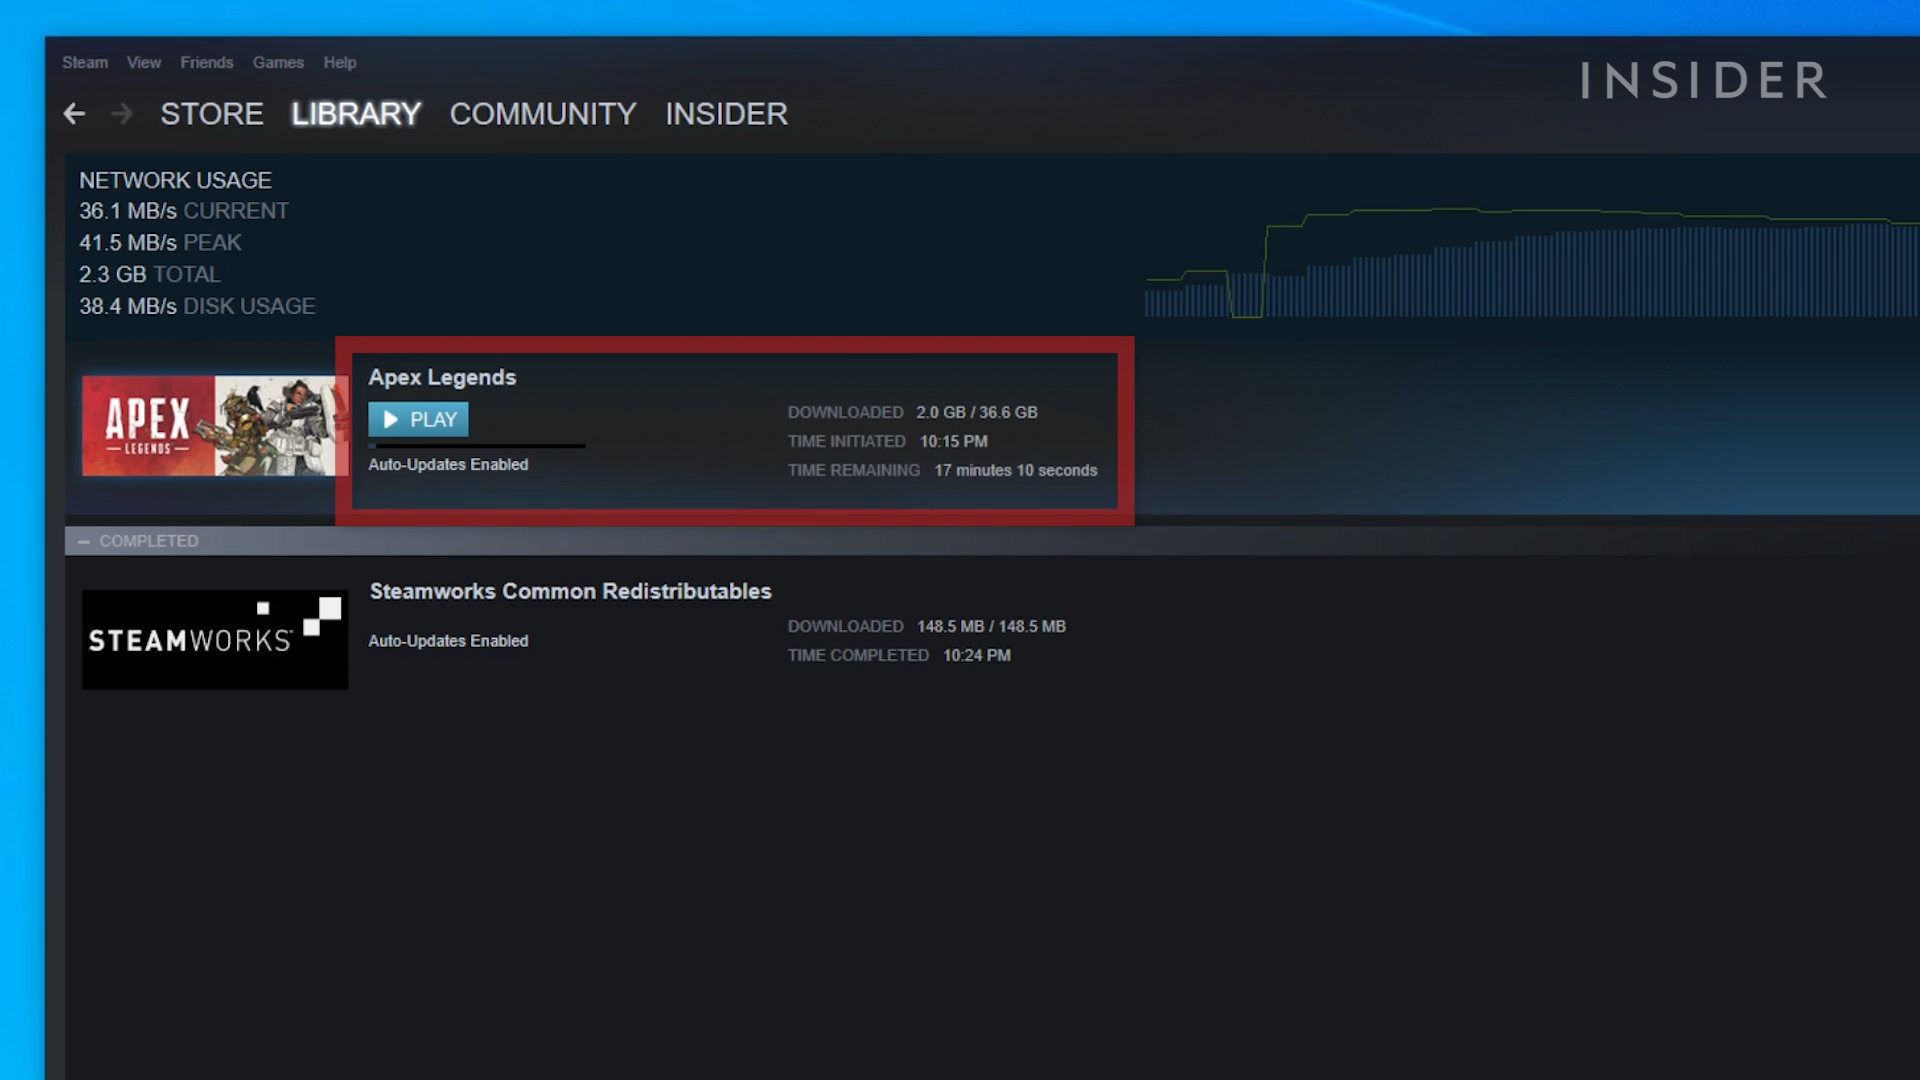 Steam View Friends Games Help
INSIDER
STORE LIBRARY COMMUNITY INSIDER
NETWORK USAGE
36.1 MB/s CURRENT
41.5 MB/s PEAK
2.3 GB TOTAL
38.4 MB/s DISK USAGE
APEX
LEGENDS
Apex Legends
PLAY
Auto-Updates Enabled
DOWNLOADED 2.0 GB / 36.6 GB
TIME INITIATED 10:15 PM
TIME REMAINING 17 minutes 10 seconds
COMPLETED
STEAMWORKS™
Steamworks Common Redistributables
Auto-Updates Enabled
DOWNLOADED 148.5 MB / 148.5 MB
TIME COMPLETED 10:24 PM